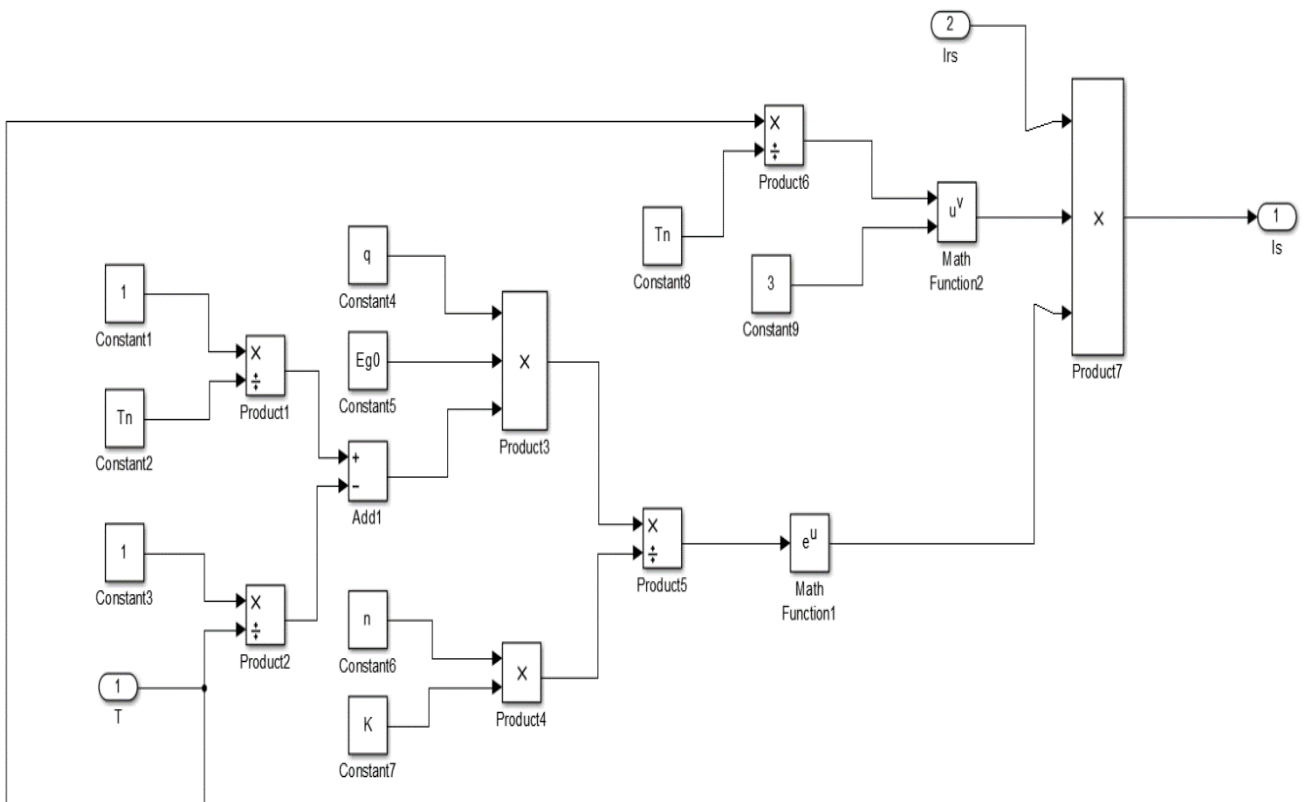 2
Irs
×
÷
Product6
Tn
Constant8
3
Constant9
u^v
Math
Function2
×
Product7
1
Is
1
Constant1
Tn
Constant2
×
÷
Product1
q
Constant4
Eg0
Constant5
×
Product3
+
−
Add1
1
Constant3
×
÷
Product2
1
T
n
Constant6
K
Constant7
×
Product4
×
÷
Product5
e^u
Math
Function1